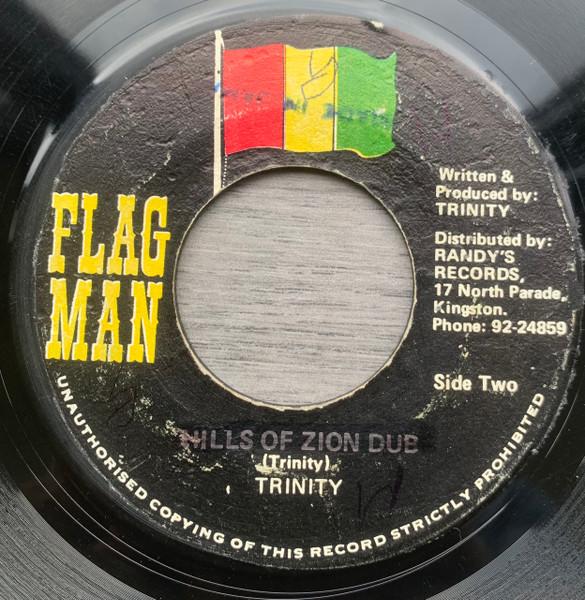 FLAG
MAN
Written &
Produced by:
TRINITY
Distributed by:
RANDY'S
RECORDS,
17 North Parade,
Kingston.
Phone: 92-24859
Side Two
HILLS OF ZION DUB
(Trinity)
TRINITY
UNAUTHORISED COPYING OF THIS RECORD STRICTLY PROHIBITED